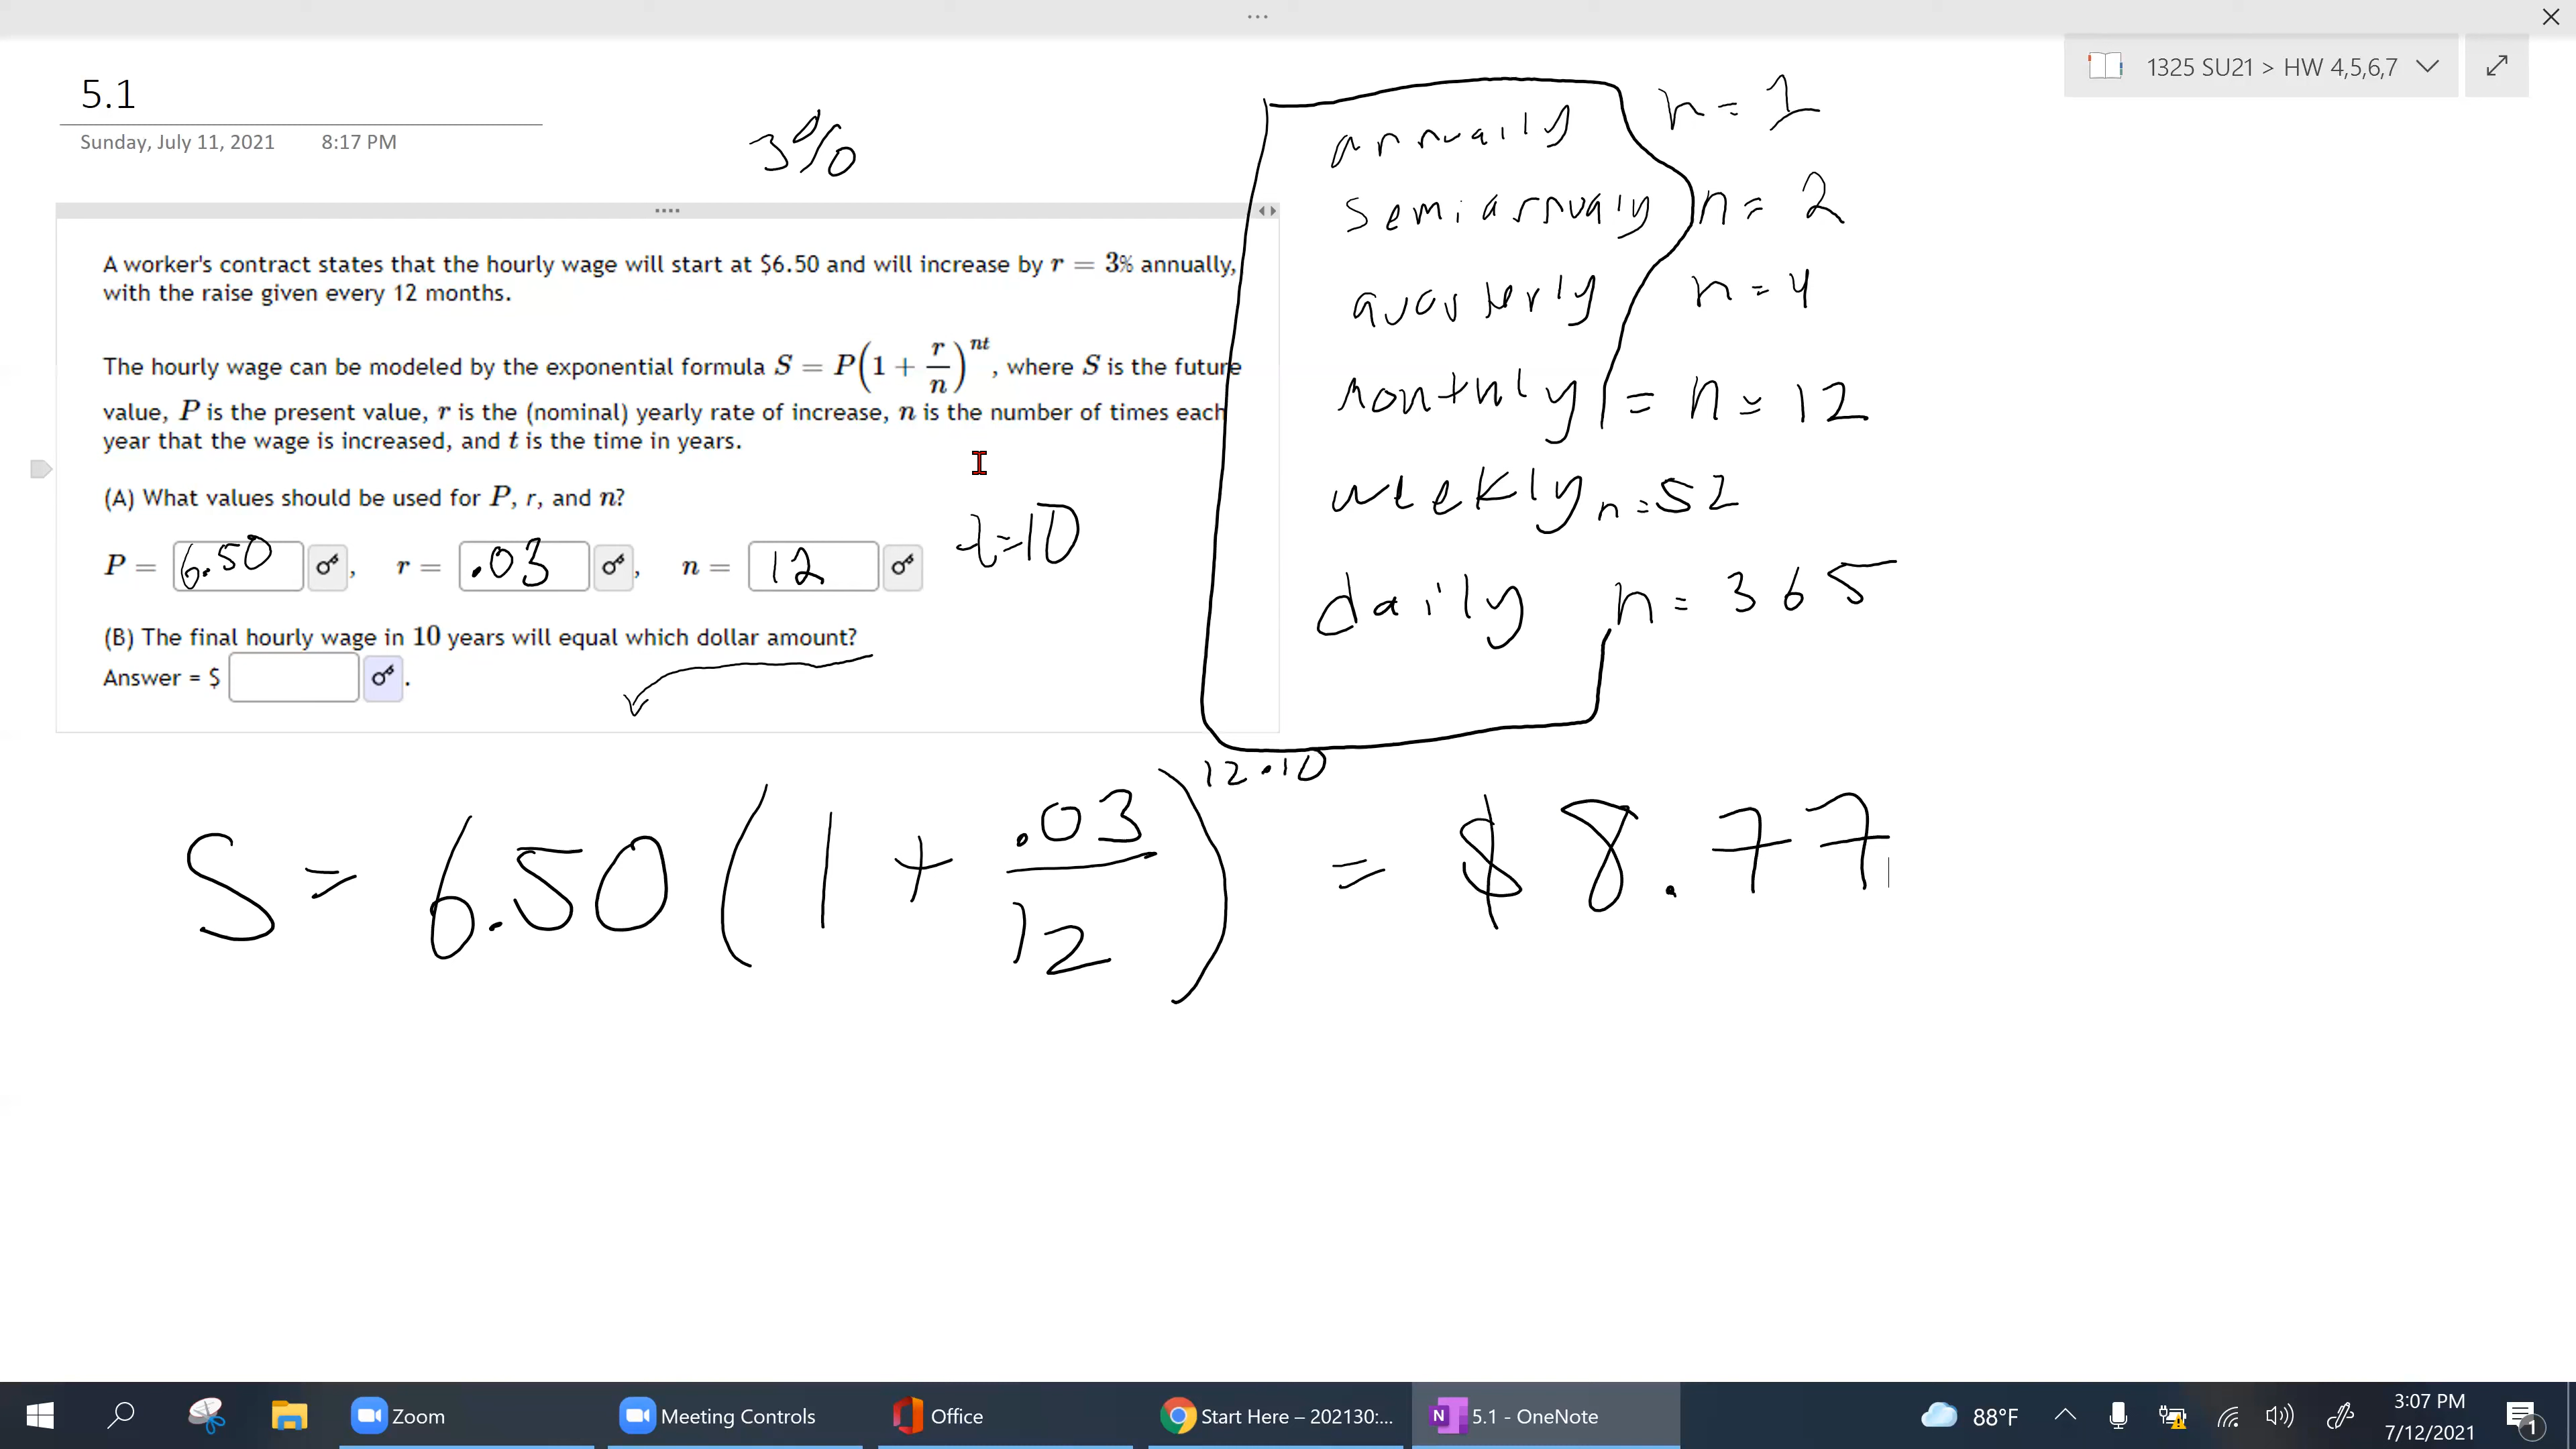 1325 SU21 > HW 4,5,6,7
5.1
Sunday, July 11, 2021 8:17 PM
3%
A worker's contract states that the hourly wage will start at $6.50 and will increase by r = 3% annually,
with the raise given every 12 months.
The hourly wage can be modeled by the exponential formula S = P(1 + r/n)^nt, where S is the future
value, P is the present value, r is the (nominal) yearly rate of increase, n is the number of times each
year that the wage is increased, and t is the time in years.
(A) What values should be used for P, r, and n?
P = 6.50, r = .03, n = 12
t=10
(B) The final hourly wage in 10 years will equal which dollar amount?
Answer = $ .
annually n = 1
semiannualy n = 2
quarterly n = 4
monthly = n = 12
weekly n = 52
daily n = 365
S = 6.50 (1 + .03/12)^12·10 = $8.77
Zoom
Meeting Controls
Office
Start Here – 202130:...
5.1 - OneNote
88°F
3:07 PM
7/12/2021
1